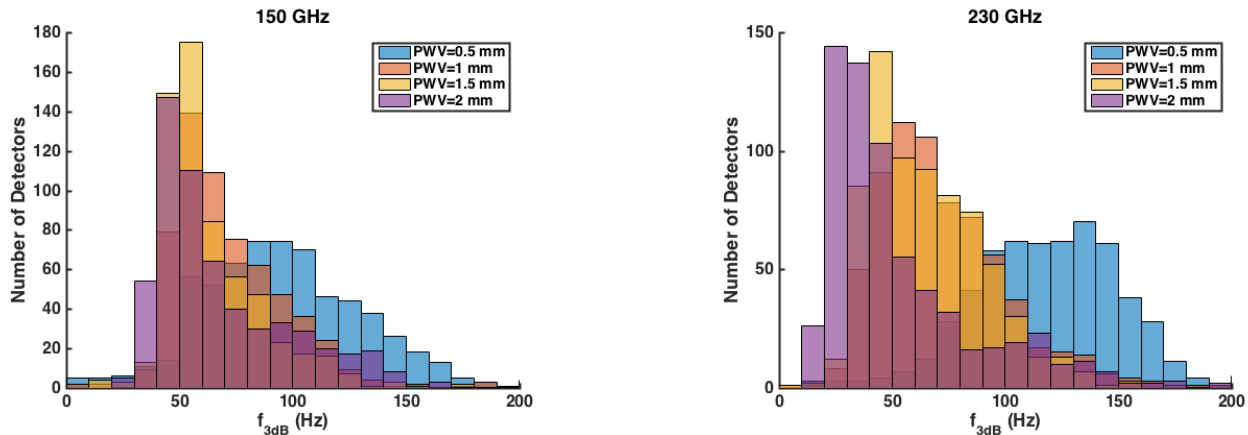 150 GHz
180
160
140
120
100
80
60
40
20
0
Number of Detectors
PWV=0.5 mm
PWV=1 mm
PWV=1.5 mm
PWV=2 mm
0 50 100 150 200
f3dB (Hz)
230 GHz
150
100
50
0
Number of Detectors
PWV=0.5 mm
PWV=1 mm
PWV=1.5 mm
PWV=2 mm
0 50 100 150 200
f3dB (Hz)